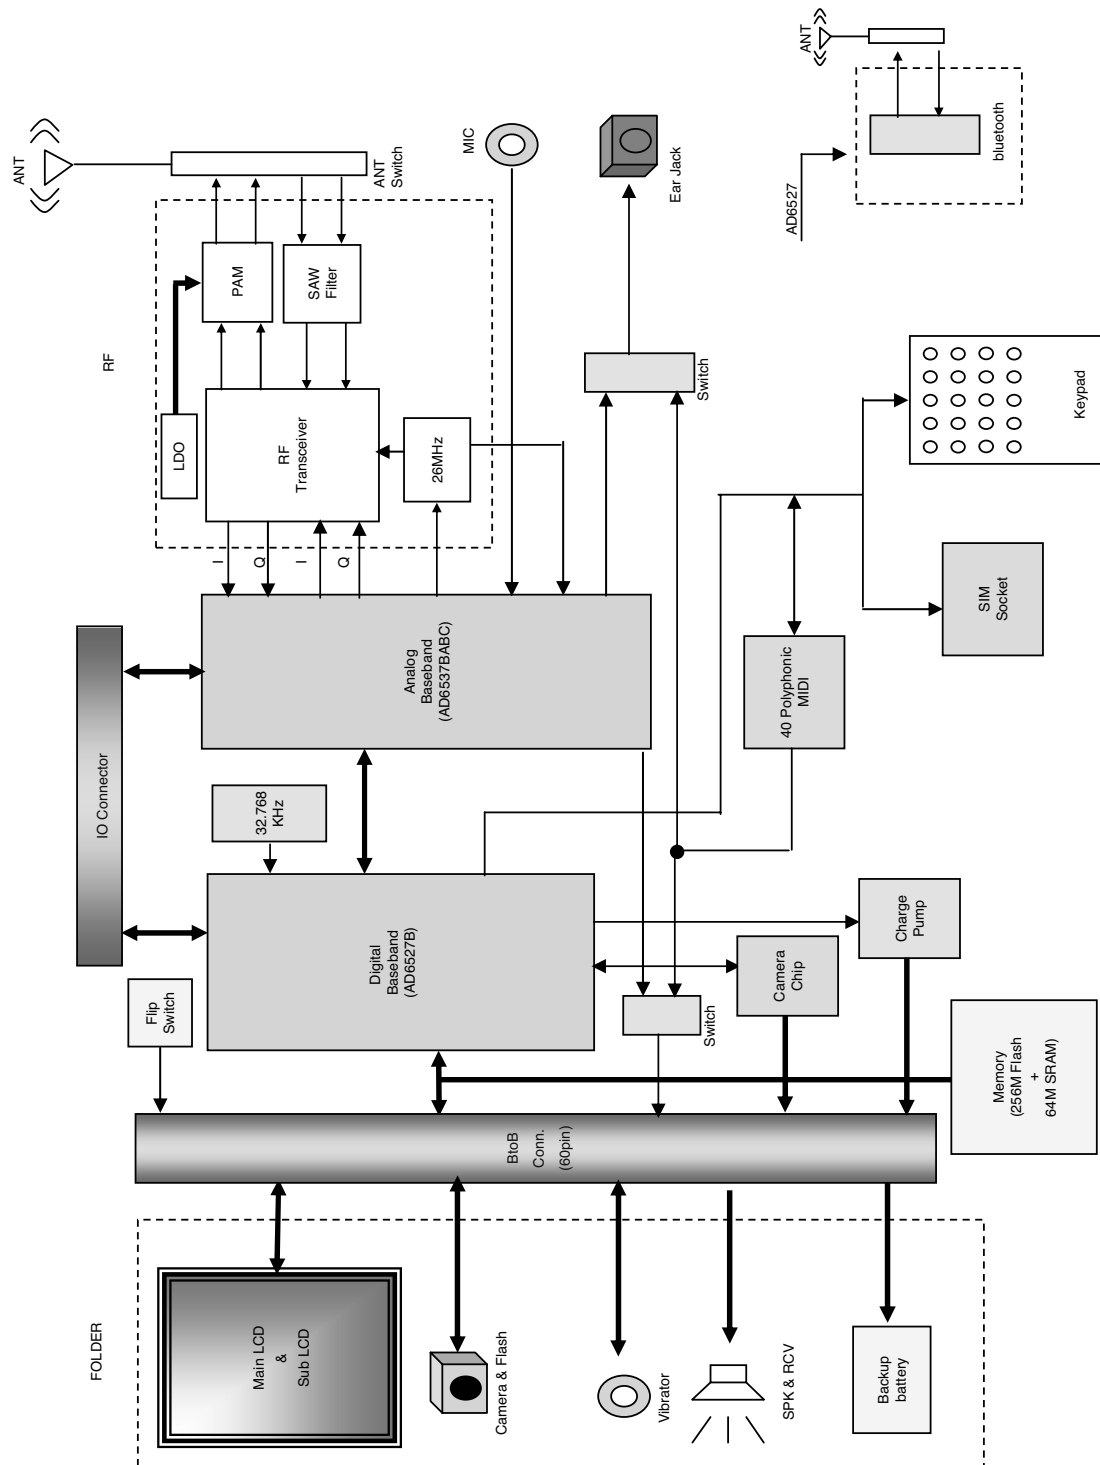 FOLDER
Main LCD
&
Sub LCD
Camera & Flash
Vibrator
SPK & RCV
Backup
battery
BtoB
Conn.
(60pin)
Flip
Switch
IO Connector
Digital
Baseband
(AD6527B)
32.768
KHz
Switch
Camera
Chip
Charge
Pump
Memory
(256M Flash
+
64M SRAM)
Analog
Baseband
(AD6537BABC)
40 Polyphonic
MIDI
SIM
Socket
Keypad
I
Q
I
Q
RF
LDO
RF
Transceiver
26MHz
PAM
SAW
Filter
ANT
ANT
Switch
MIC
Switch
Ear Jack
AD6527
bluetooth
ANT